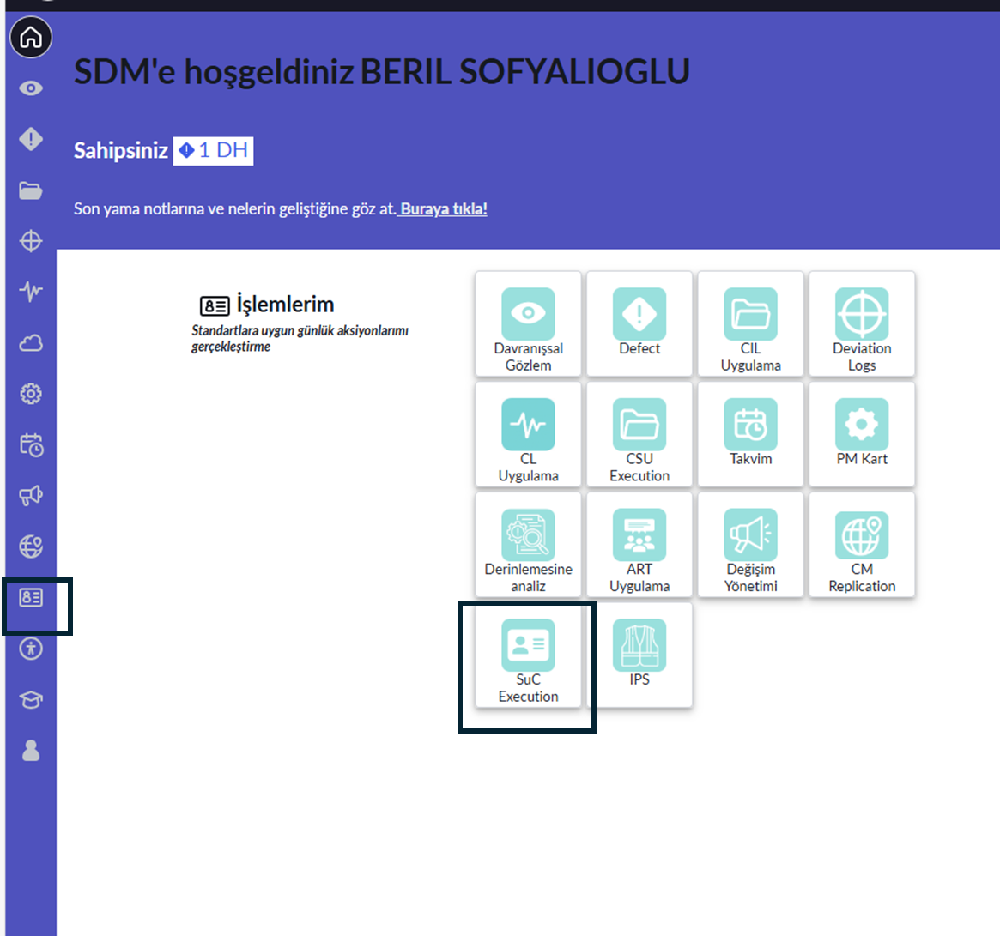 SDM'e hoşgeldiniz BERIL SOFYALIOGLU
Sahipsiniz 1 DH
Son yama notlarına ve nelerin geliştiğine göz at. Buraya tıkla!
İşlemlerim
Standartlara uygun günlük aksiyonlarımı
gerçekleştirme
Davranışsal
Gözlem
Defect
CIL
Uygulama
Deviation
Logs
CL
Uygulama
CSU
Execution
Takvim
PM Kart
Derinlemesine
analiz
ART
Uygulama
Değişim
Yönetimi
CM
Replication
SuC
Execution
IPS